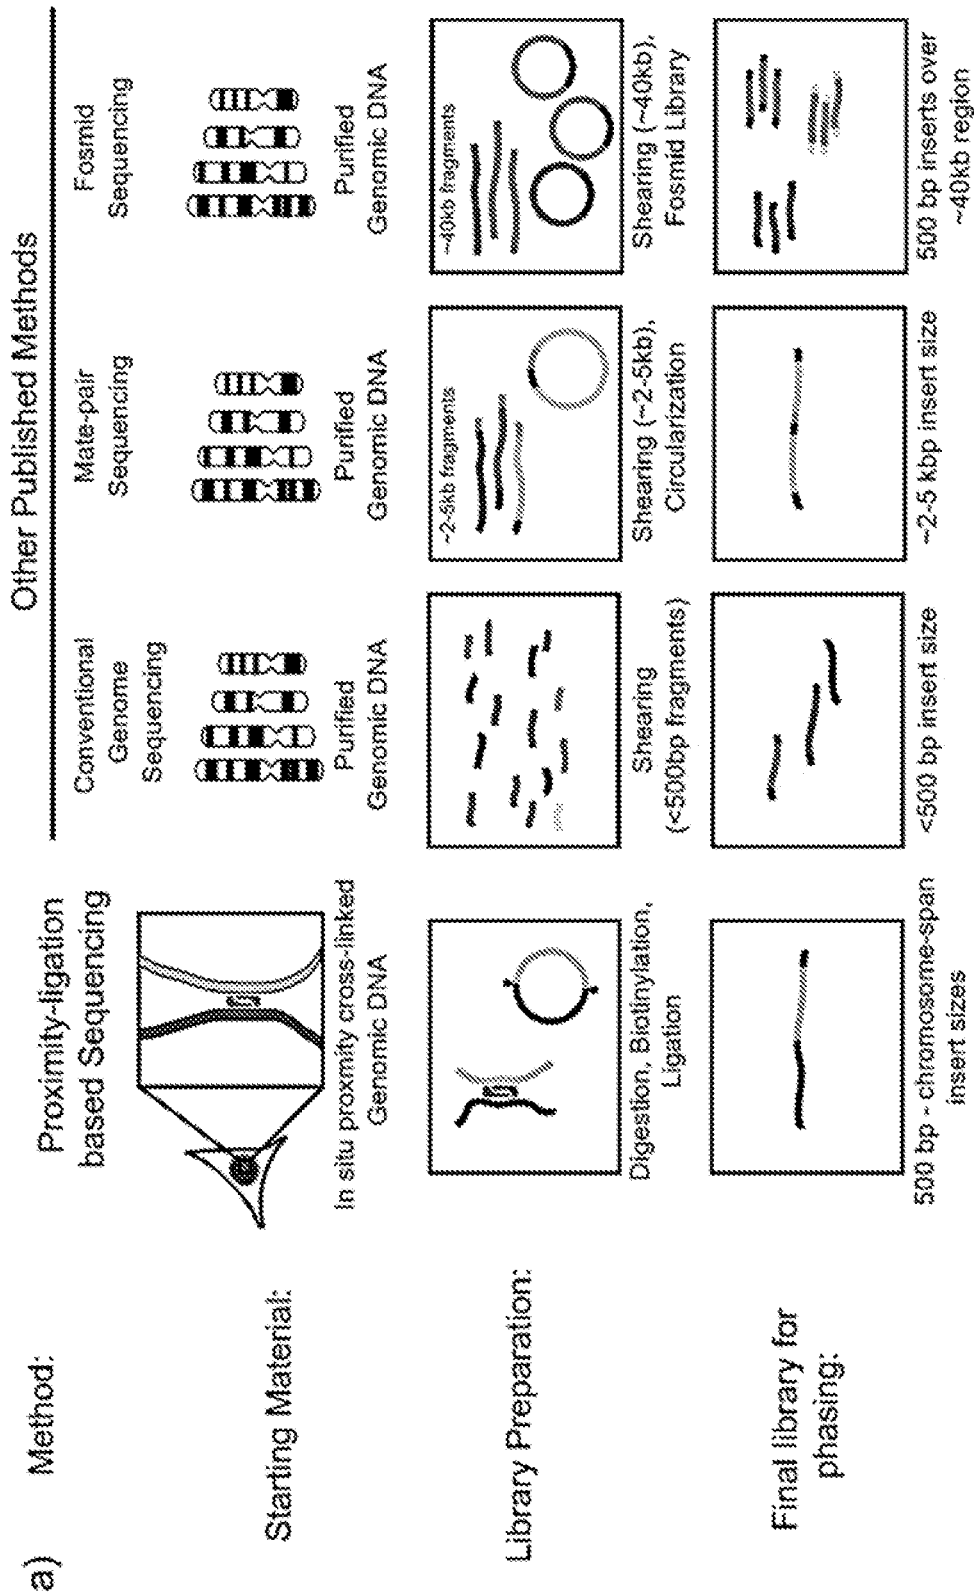 a)
Method:
Proximity-ligation
based Sequencing
Other Published Methods
Conventional
Genome
Sequencing
Mate-pair
Sequencing
Fosmid
Sequencing
Starting Material:
In situ proxmity cross-linked
Genomic DNA
Purified
Genomic DNA
Purified
Genomic DNA
Purified
Genomic DNA
Library Preparation:
~2-5kb fragments
~40kb fragments
Digestion, Biotinylation,
Ligation
Shearing
(<500bp fragments)
Shearing (~2-5kb),
Circularization
Shearing (~40kb),
Fosmid Library
Final library for
phasing:
500 bp - chromosome-span
insert sizes
<500 bp insert size
~2-5 kbp insert size
500 bp inserts over
~40kb region